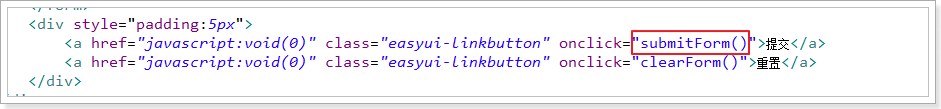 </form>
<div style="padding:5px">
<a href="javascript:void(0)" class="easyui-linkbutton" onclick="submitForm()">提交</a>
<a href="javascript:void(0)" class="easyui-linkbutton" onclick="clearForm()">重置</a>
</div>